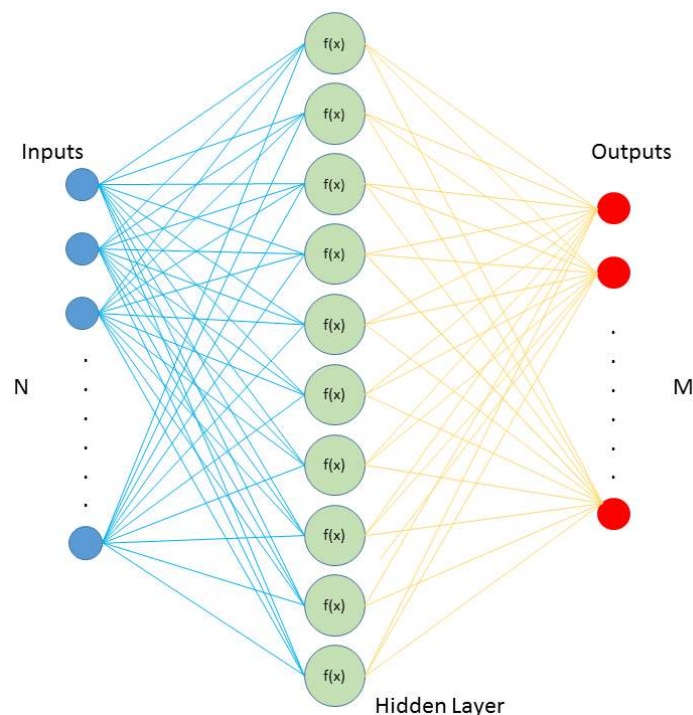 f(x)
f(x)
Inputs
Outputs
f(x)
f(x)
f(x)
N
M
f(x)
f(x)
f(x)
f(x)
f(x)
Hidden Layer